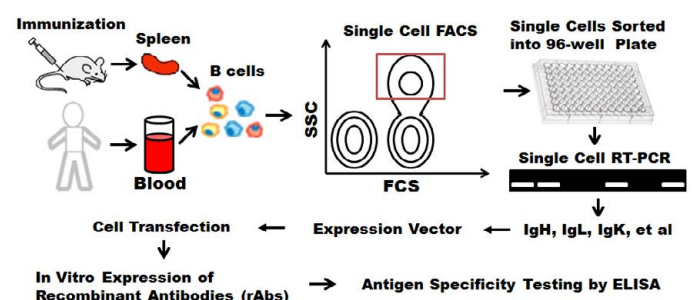 Immunization
Spleen
B cells
Blood
Single Cell FACS
SSC
FCS
Single Cells Sorted
into 96-well Plate
Single Cell RT-PCR
IgH, IgL, IgK, et al
Expression Vector
Cell Transfection
In Vitro Expression of
Recombinant Antibodies (rAbs)
Antigen Specificity Testing by ELISA